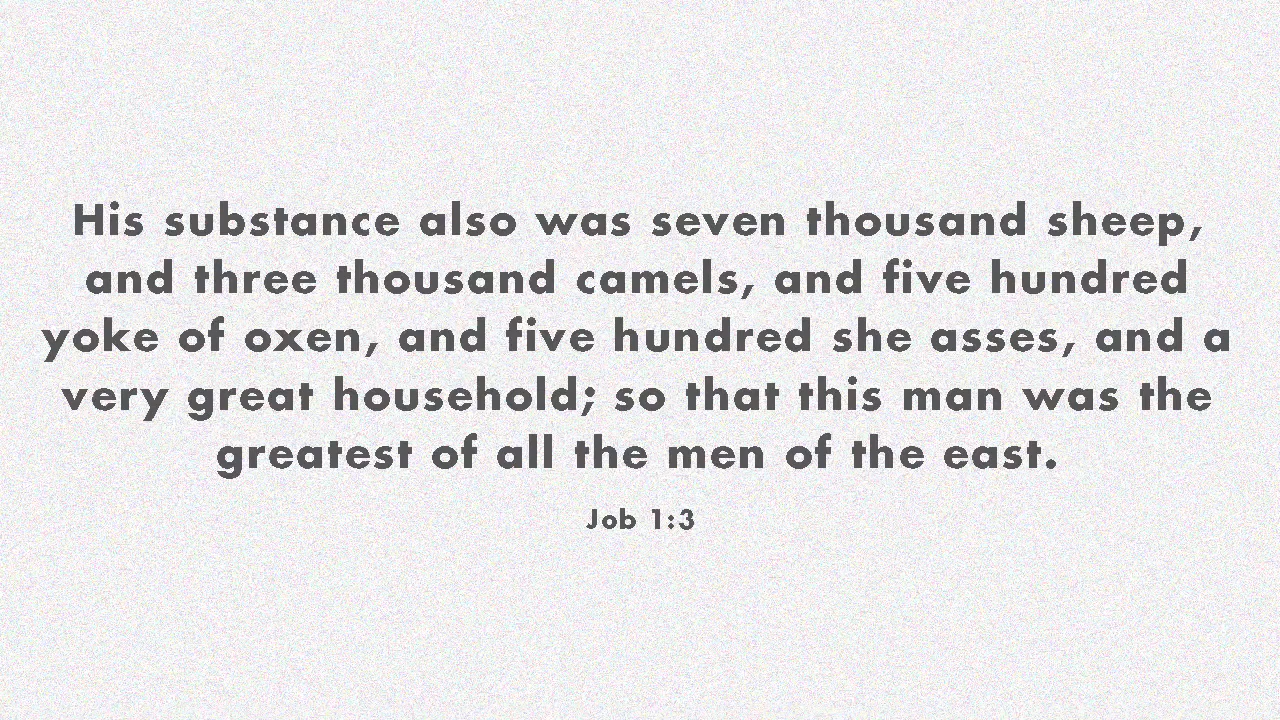 His substance also was seven thousand sheep,
and three thousand camels, and five hundred
yoke of oxen, and five hundred she asses, and a
very great household; so that this man was the
greatest of all the men of the east.
Job 1:3